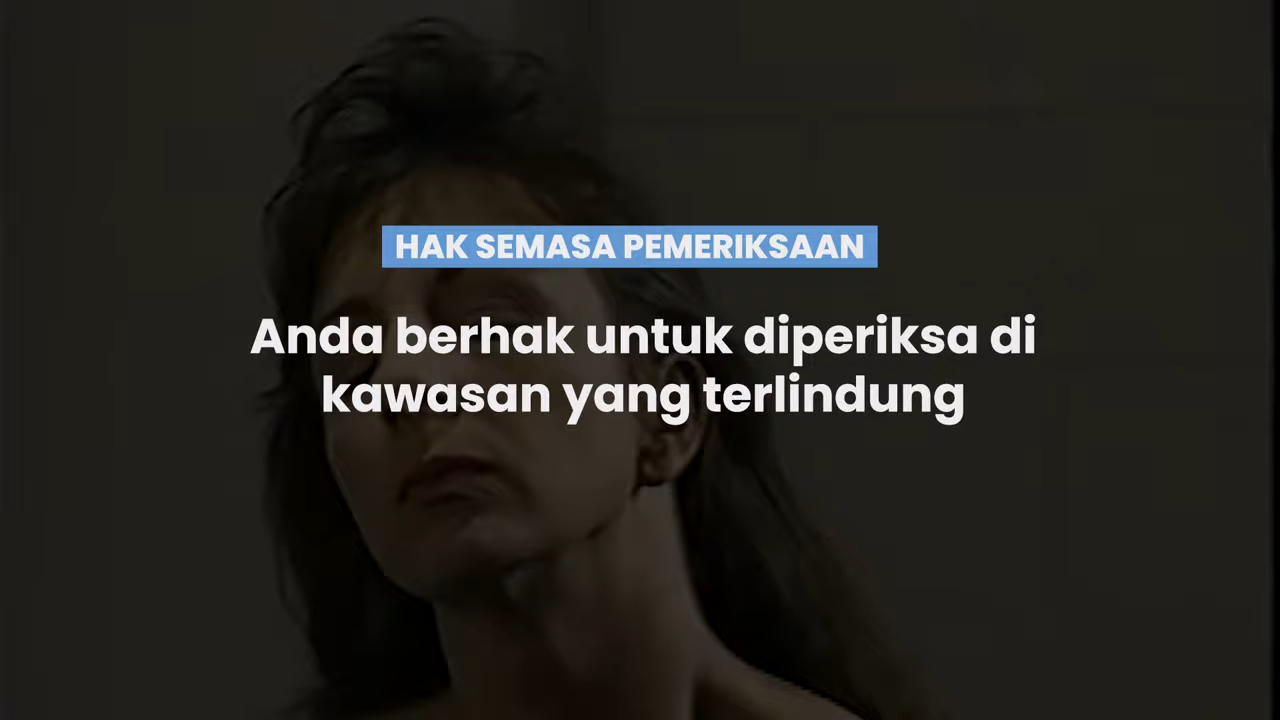 HAK SEMASA PEMERIKSAAN
Anda berhak untuk diperiksa di
kawasan yang terlindung